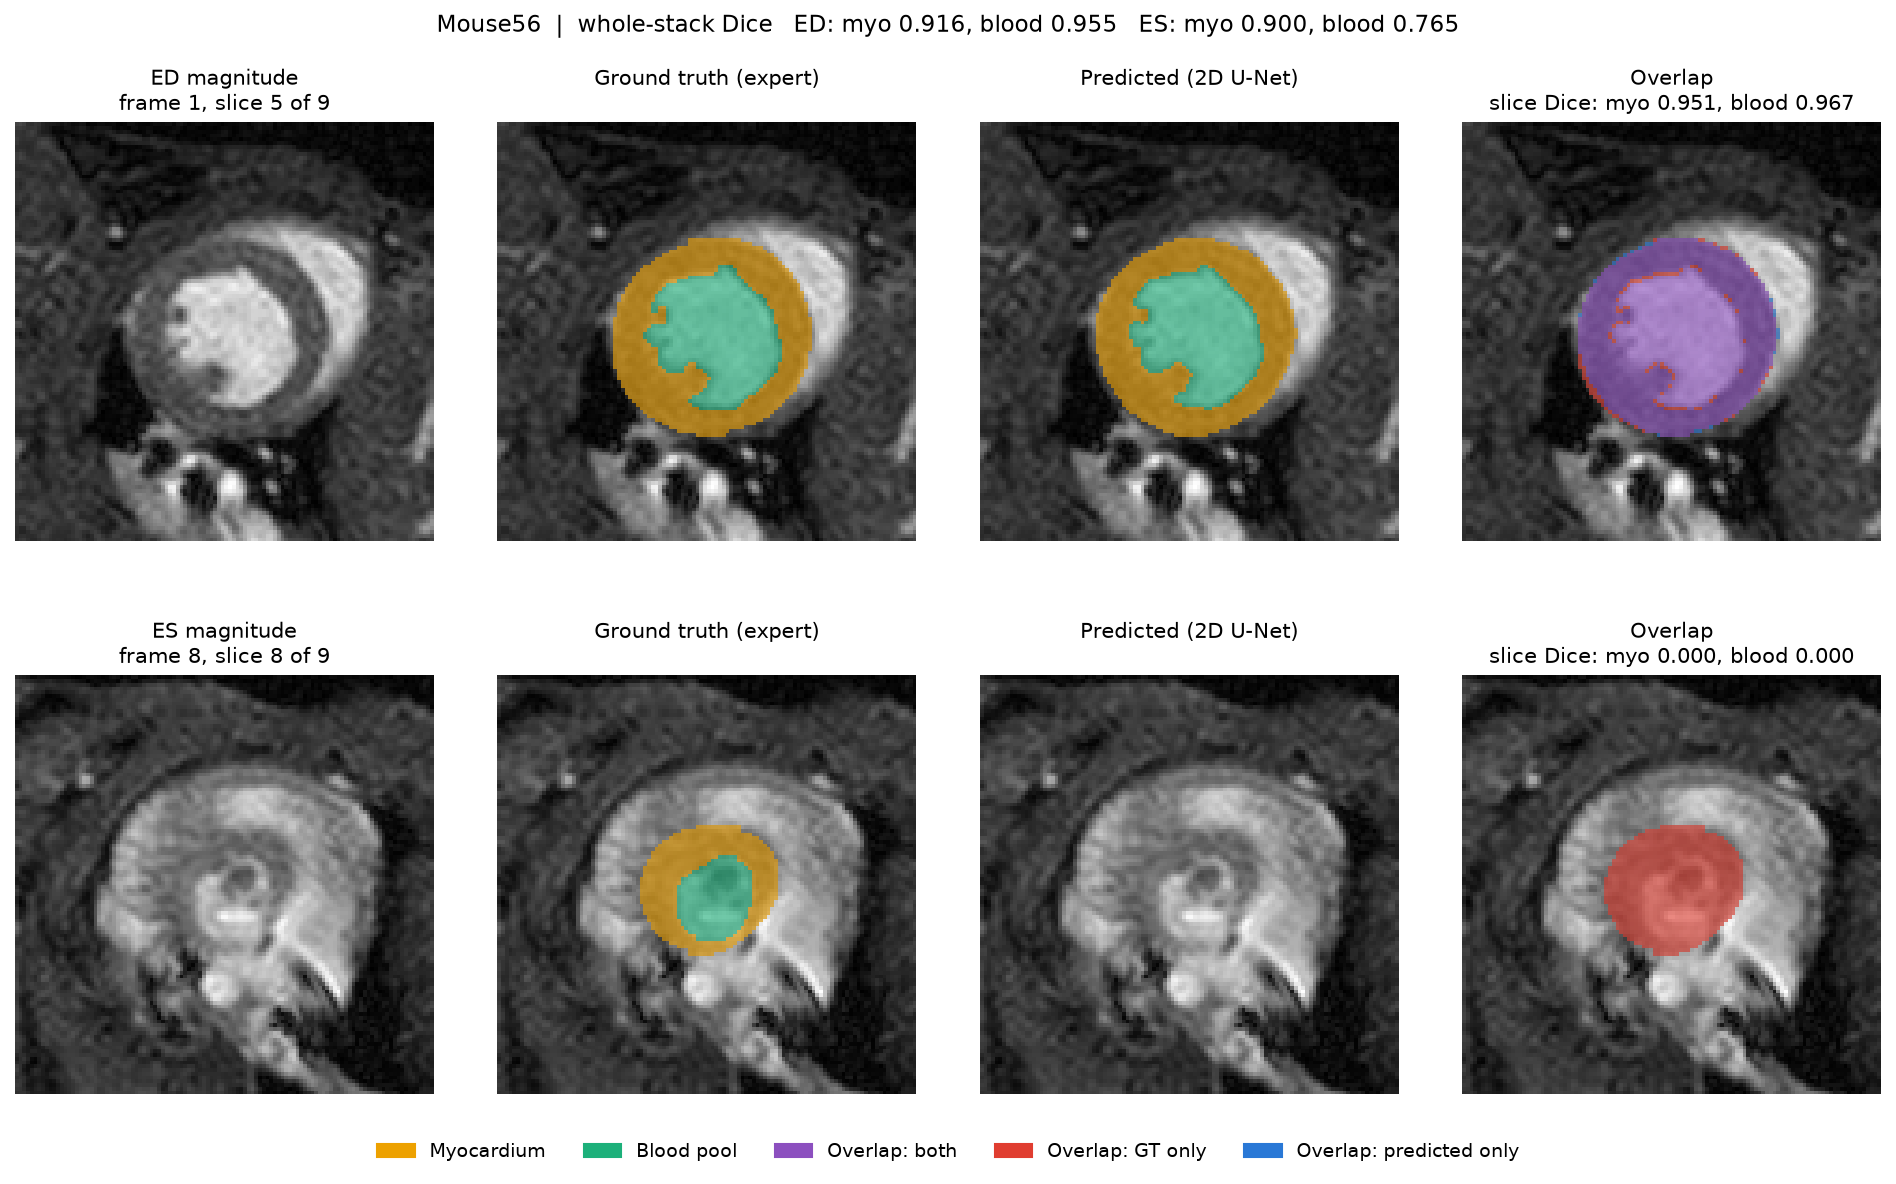 Mouse56 | whole-stack Dice ED: myo 0.916, blood 0.955 ES: myo 0.900, blood 0.765
ED magnitude
frame 1, slice 5 of 9
Ground truth (expert)
Predicted (2D U-Net)
Overlap
slice Dice: myo 0.951, blood 0.967
ES magnitude
frame 8, slice 8 of 9
Ground truth (expert)
Predicted (2D U-Net)
Overlap
slice Dice: myo 0.000, blood 0.000
Myocardium
Blood pool
Overlap: both
Overlap: GT only
Overlap: predicted only